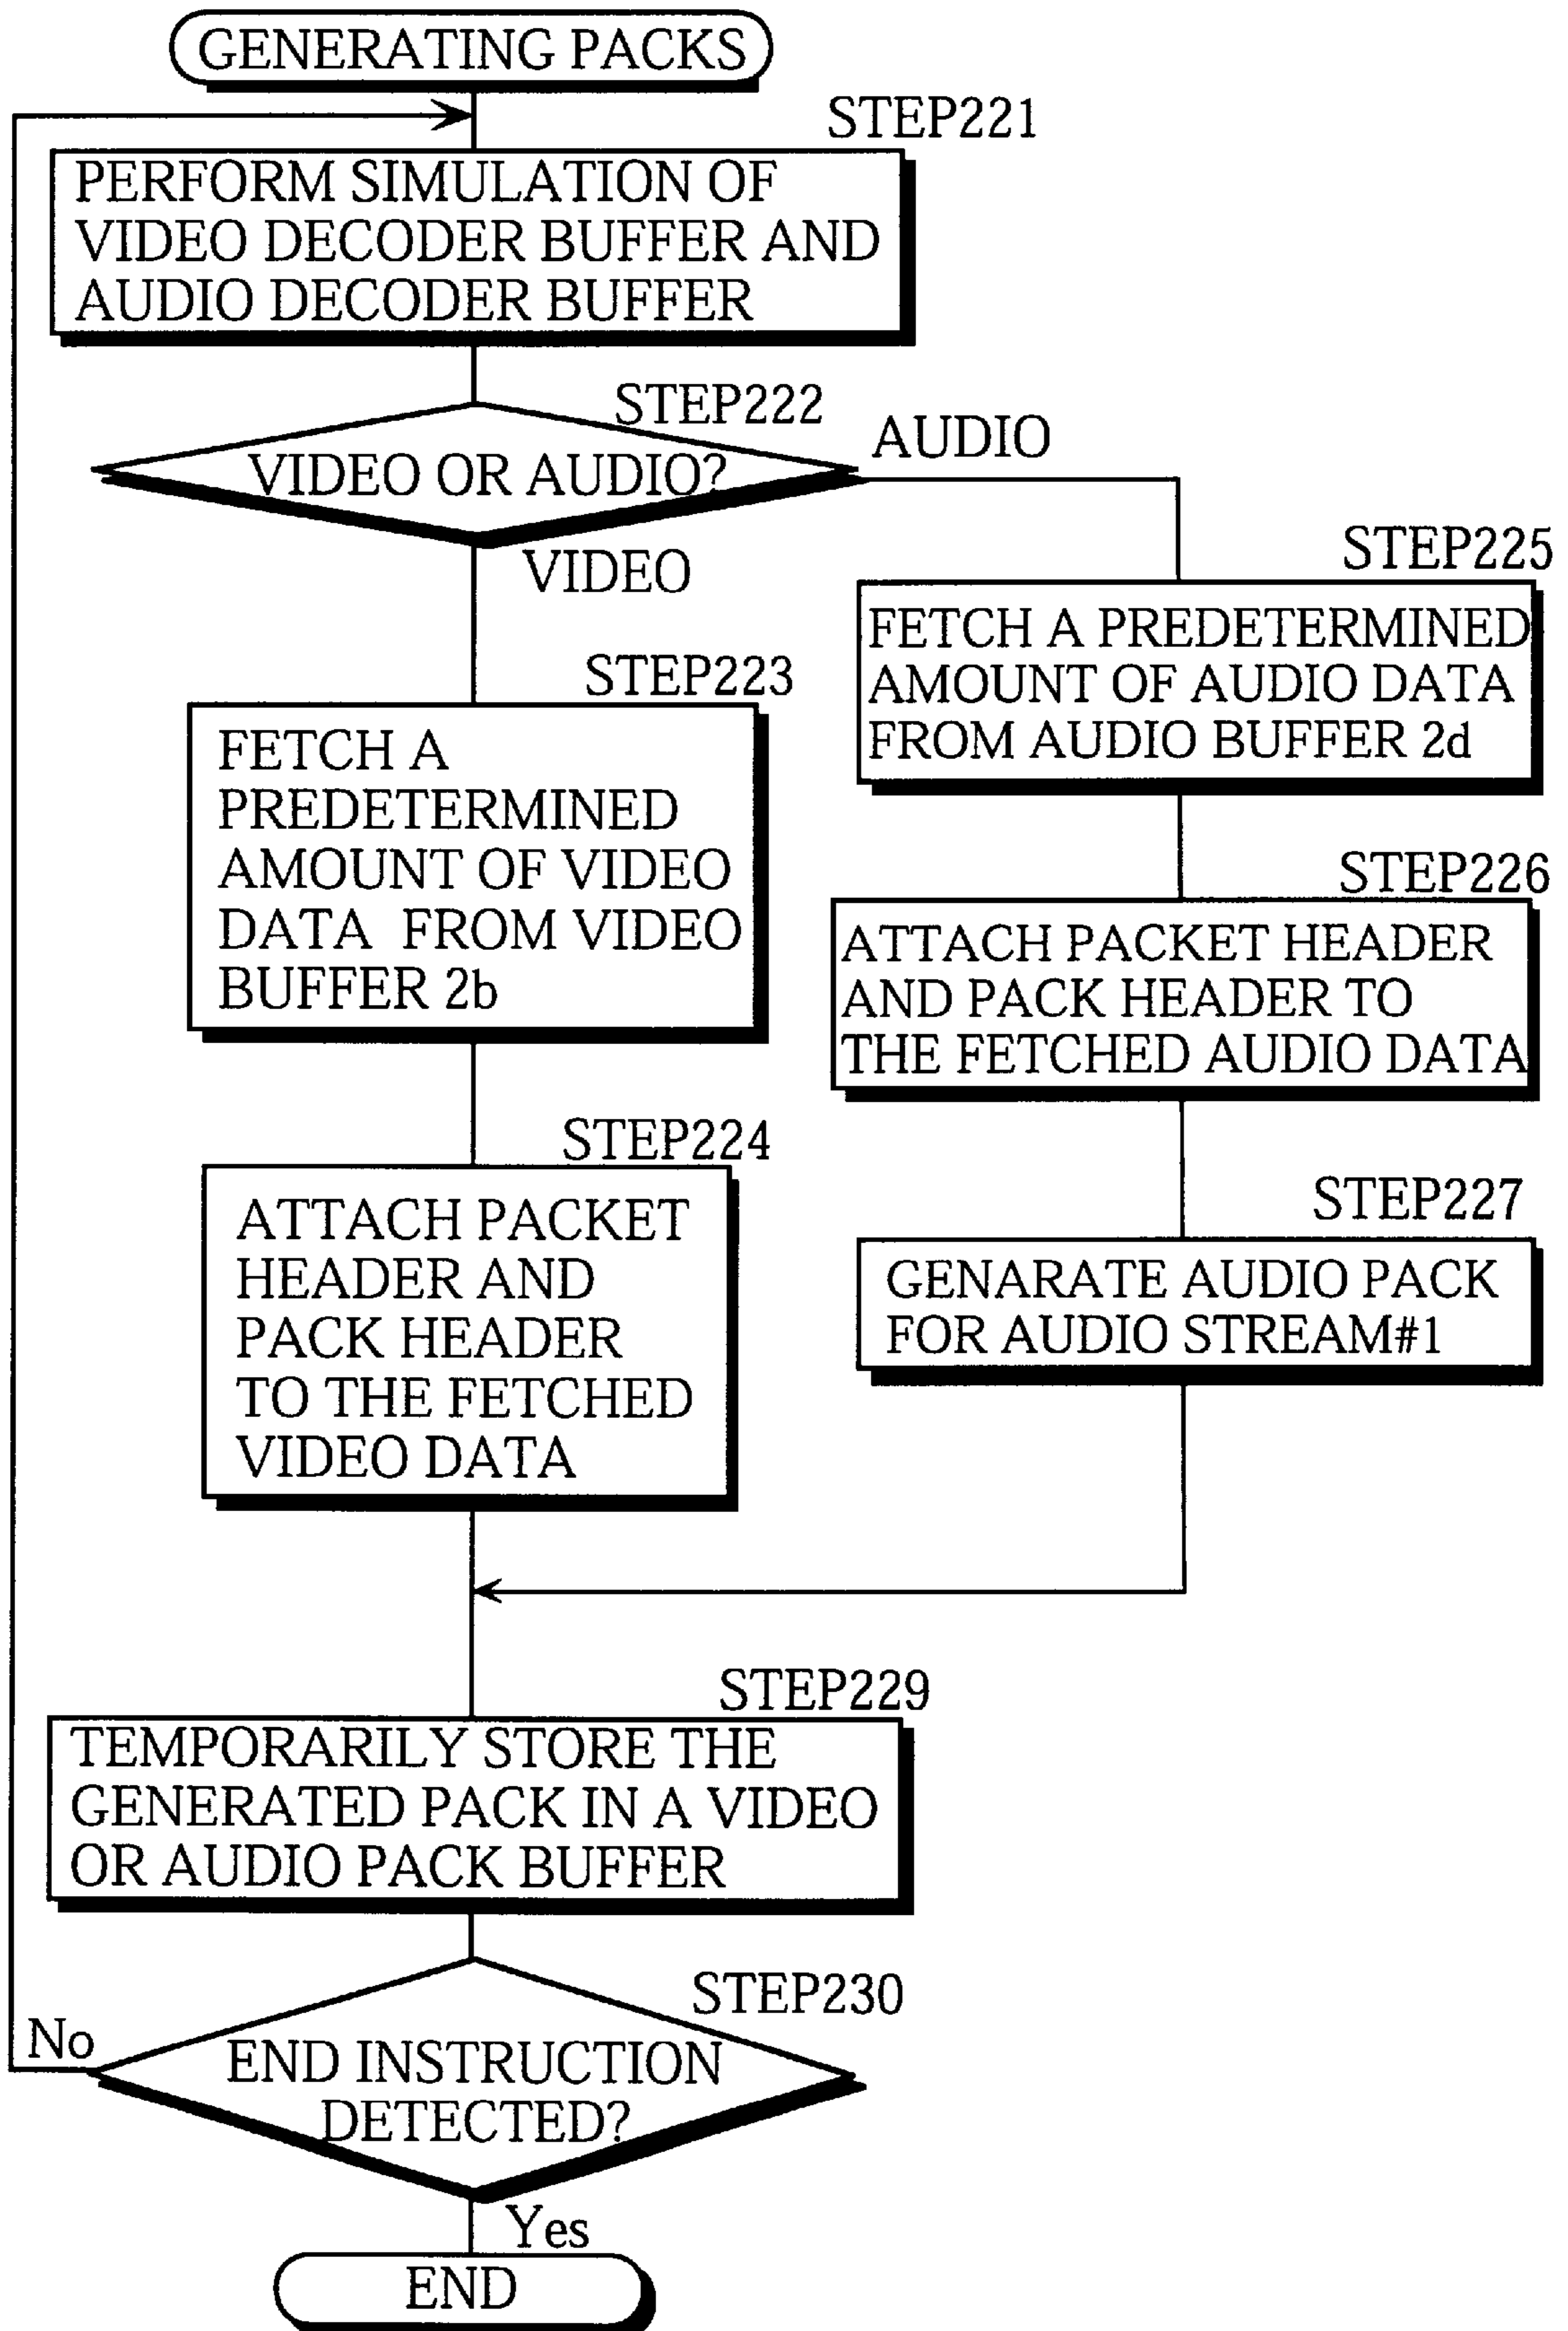 GENERATING PACKS
STEP221
PERFORM SIMULATION OF
VIDEO DECODER BUFFER AND
AUDIO DECODER BUFFER
STEP222
VIDEO OR AUDIO?
AUDIO
VIDEO
STEP223
FETCH A
PREDETERMINED
AMOUNT OF VIDEO
DATA FROM VIDEO
BUFFER 2b
STEP224
ATTACH PACKET
HEADER AND
PACK HEADER
TO THE FETCHED
VIDEO DATA
STEP225
FETCH A PREDETERMINED
AMOUNT OF AUDIO DATA
FROM AUDIO BUFFER 2d
STEP226
ATTACH PACKET HEADER
AND PACK HEADER TO
THE FETCHED AUDIO DATA
STEP227
GENARATE AUDIO PACK
FOR AUDIO STREAM#1
STEP229
TEMPORARILY STORE THE
GENERATED PACK IN A VIDEO
OR AUDIO PACK BUFFER
STEP230
END INSTRUCTION
DETECTED?
No
Yes
END